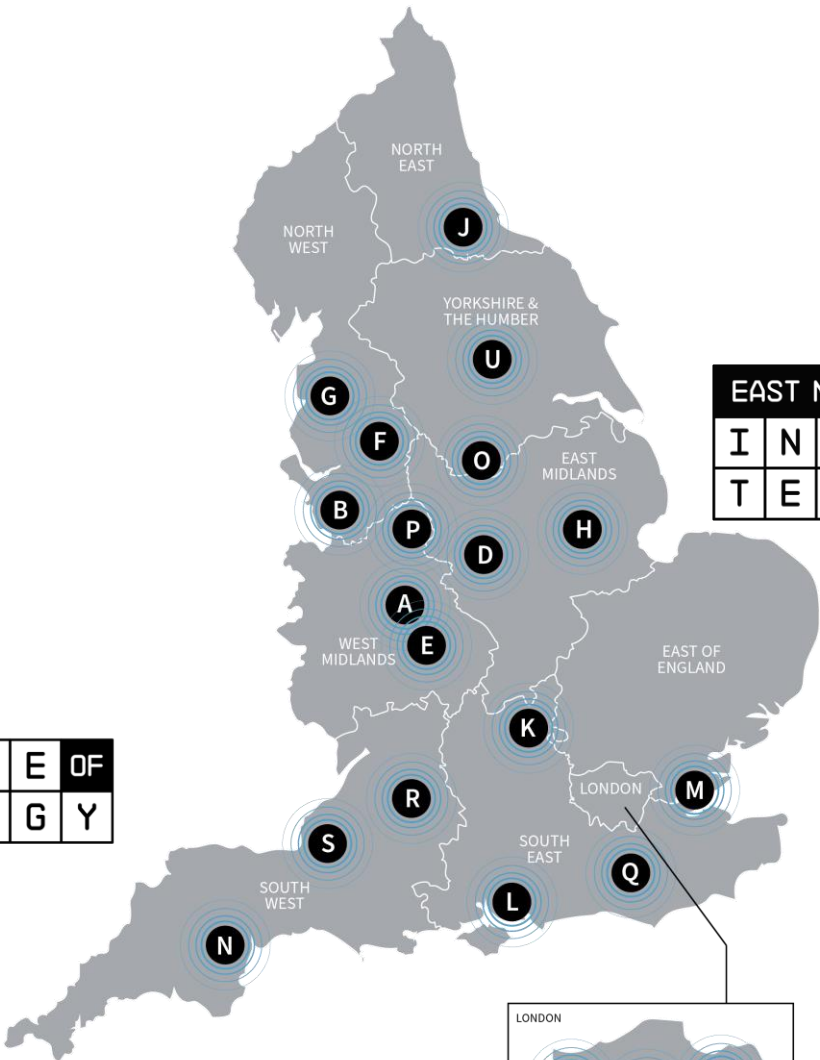 NORTH
EAST
J
NORTH
WEST
YORKSHIRE &
THE HUMBER
U
G
F
O
EAST
MIDLANDS
B
P
H
D
A
E
WEST
MIDLANDS
EAST OF
ENGLAND
K
LONDON
M
R
S
SOUTH
EAST
Q
SOUTH
WEST
L
N
EAST
I N
T E
E OF
G Y
LONDON